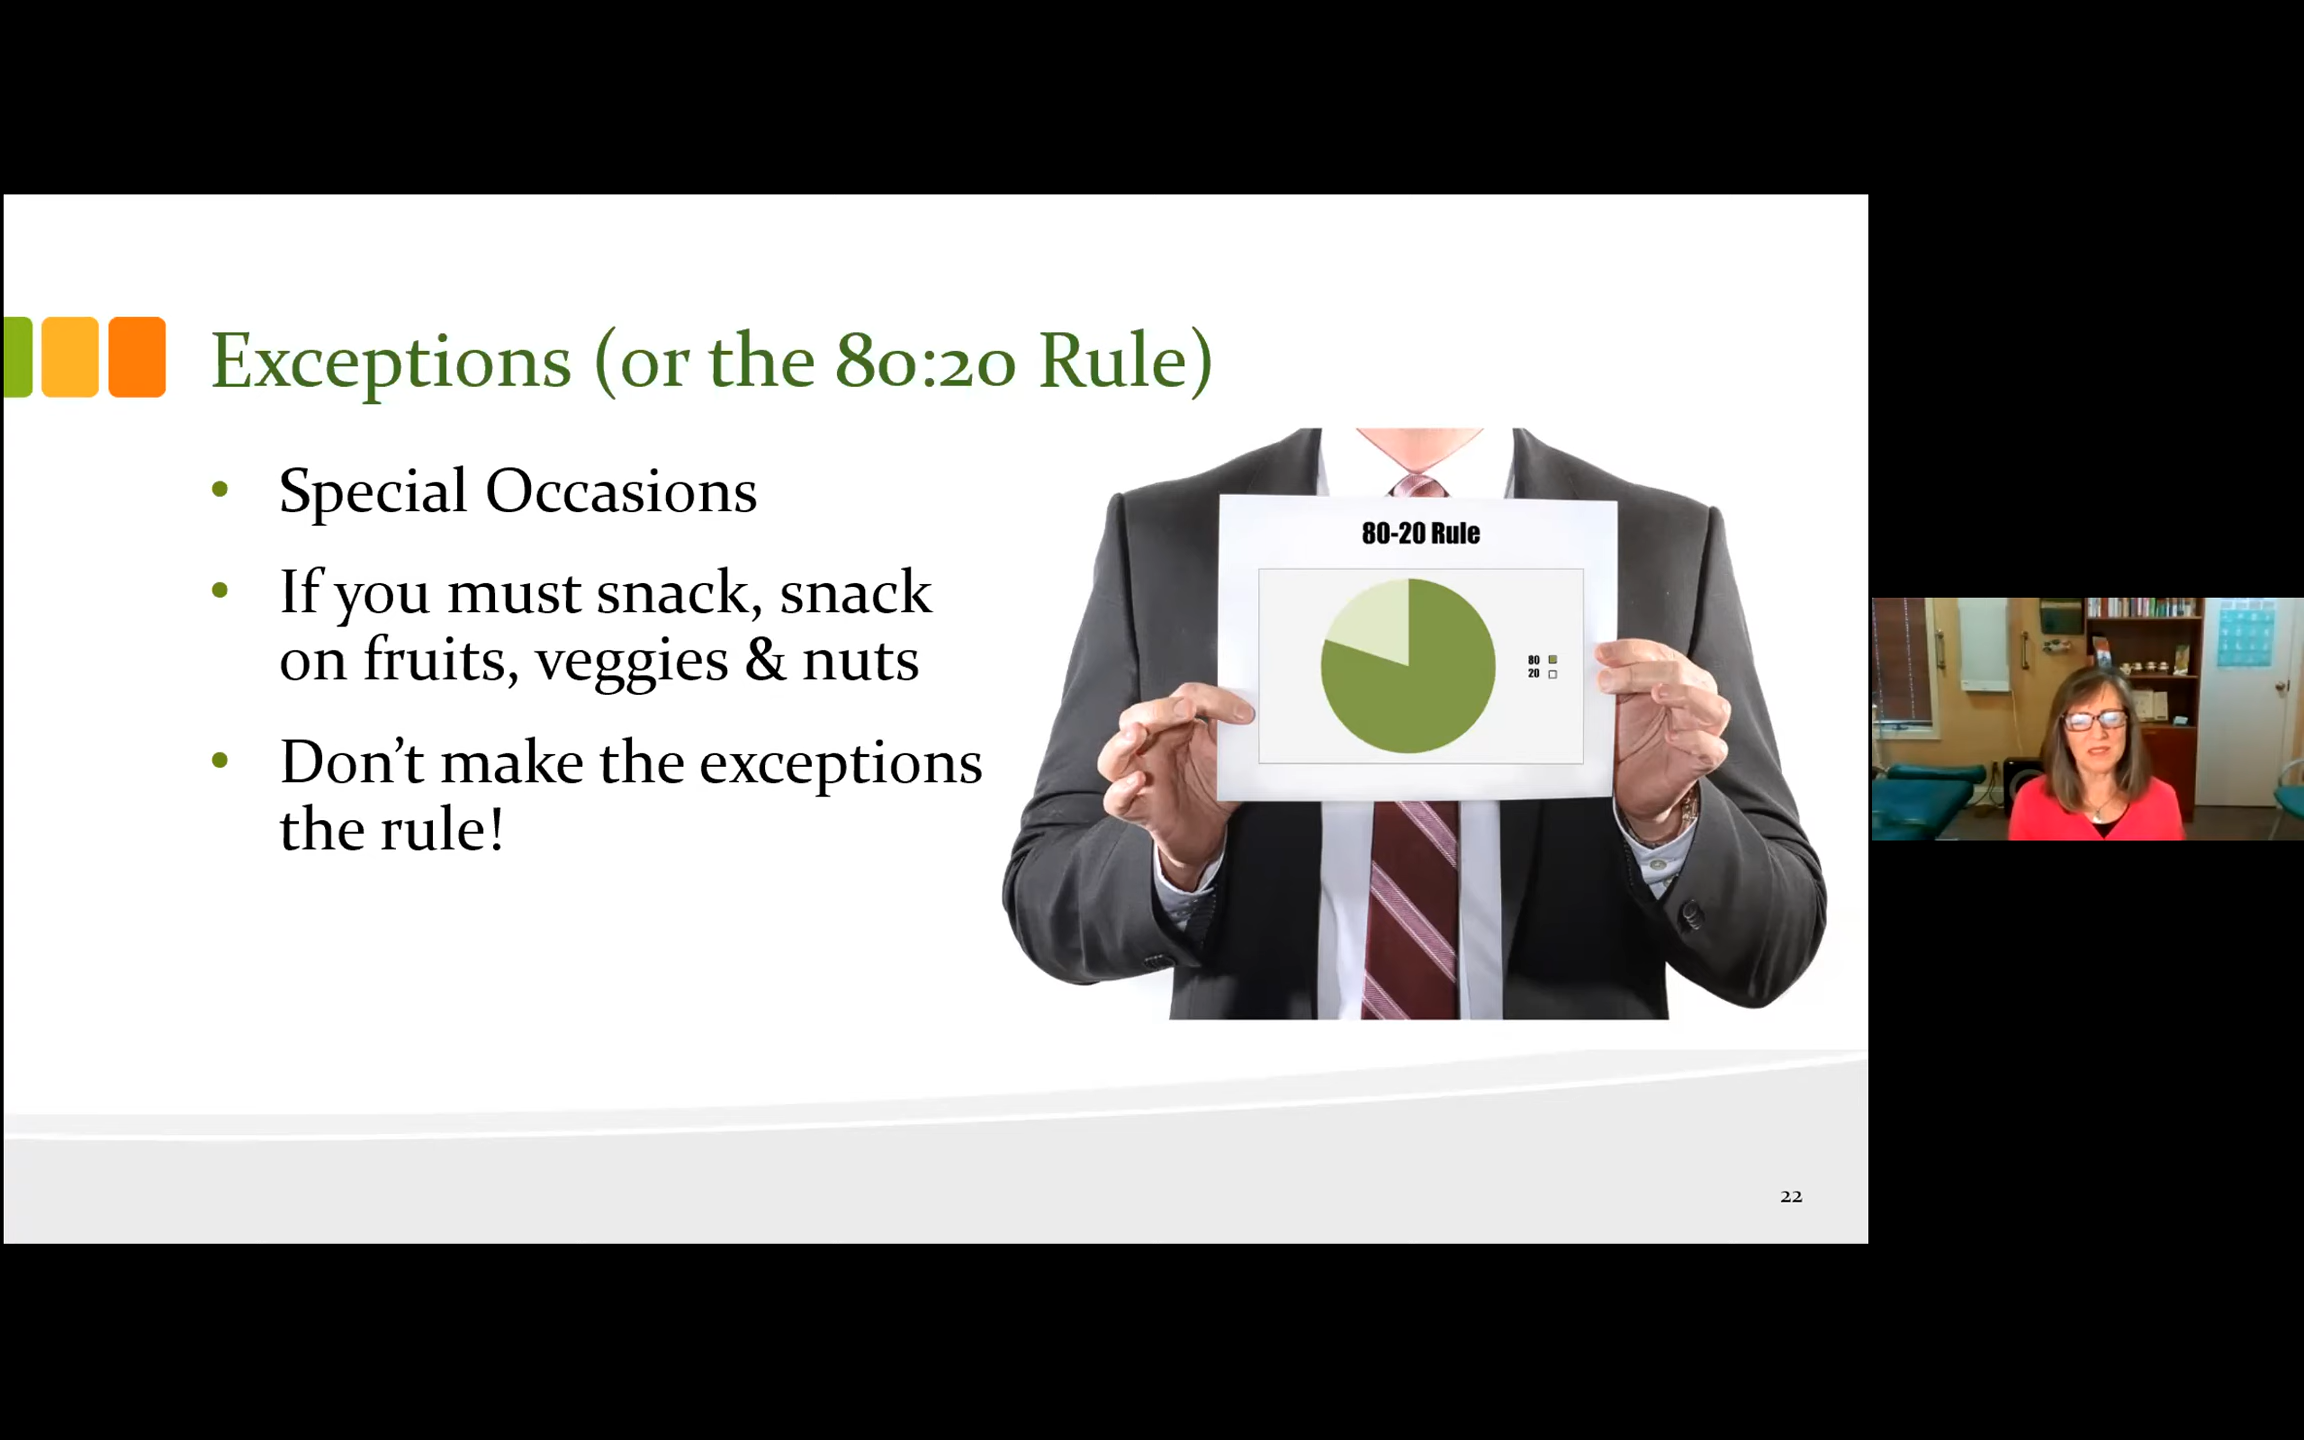 Exceptions (or the 80:20 Rule)
• Special Occasions
• If you must snack, snack
on fruits, veggies & nuts
• Don’t make the exceptions
the rule!
80-20 Rule
80
20
22